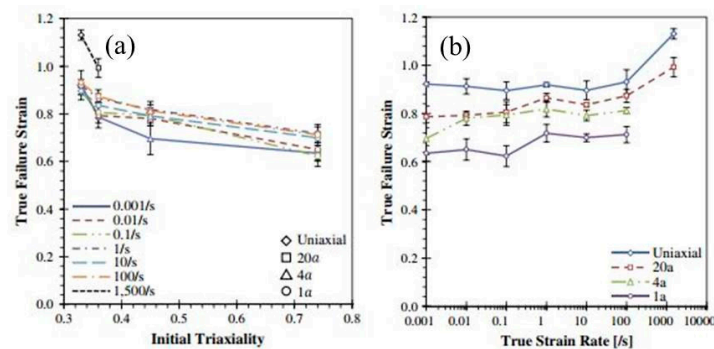 (a)
True Failure Strain
1.2
1.0
0.8
0.6
0.4
0.2
0.0
0.3
0.4
0.5
0.6
0.7
0.8
Initial Triaxiality
0.001/s
0.01/s
0.1/s
1/s
10/s
100/s
1,500/s
Uniaxial
20a
4a
1a
(b)
True Failure Strain
1.2
1.0
0.8
0.6
0.4
0.2
0.0
0.001
0.01
0.1
1
10
100
1000
10000
True Strain Rate [/s]
Uniaxial
20a
4a
1a